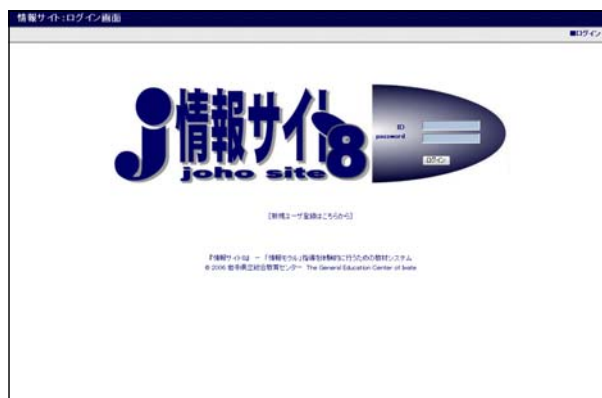 情報サイト:ログイン画面
■ログイン
j情報サイト8
joho site
ID
password
ログイン
[新規ユーザ登録はこちらから]
『情報サイト8』 － 「情報モラル」指導を体験的に行うための教材システム
© 2006 岩手県立総合教育センター The General Education Center of Iwate